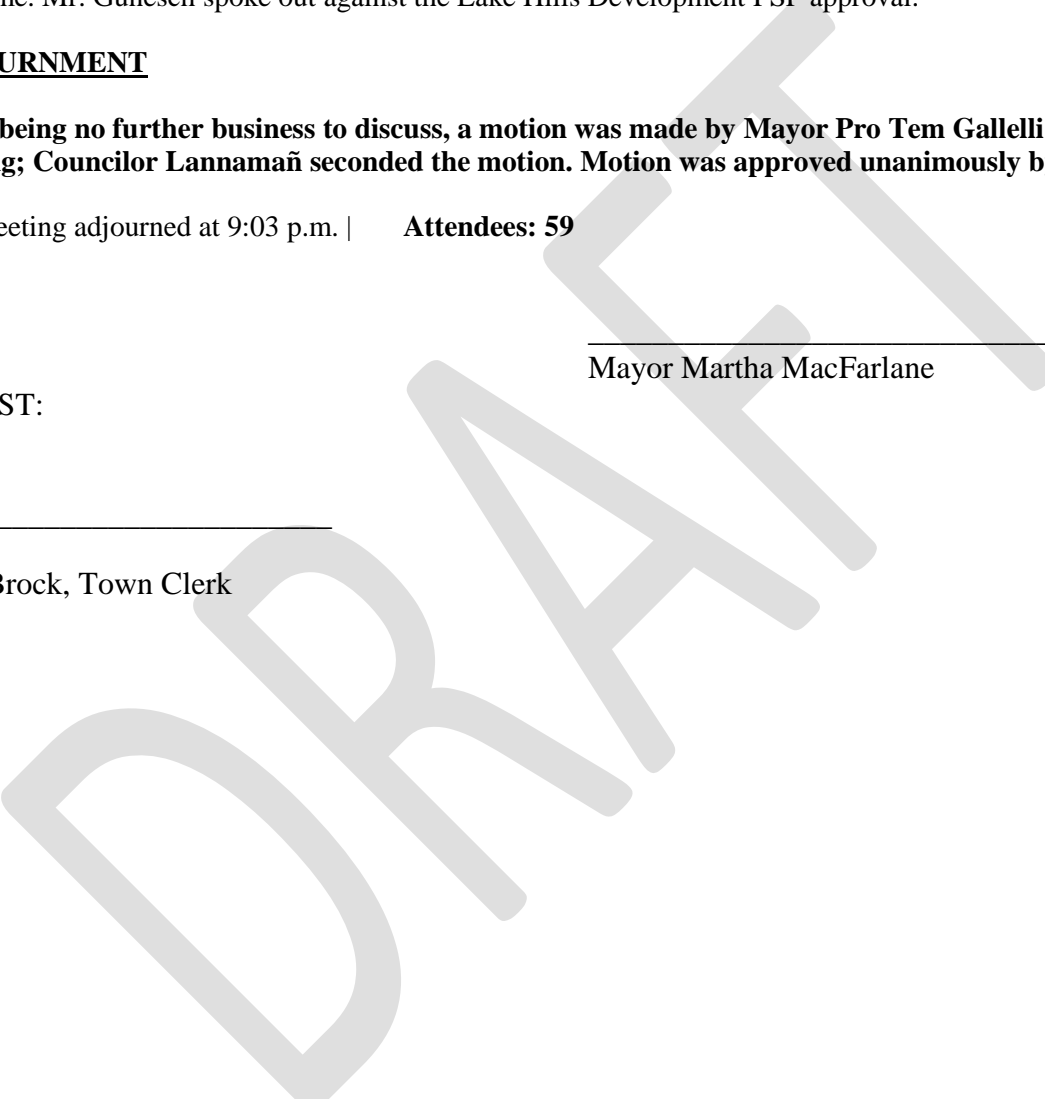 ne. Mr. spoke out against the Lake Hills Development PSP approval.
URNMENT
being no further business to discuss, a motion was made by Mayor Pro Tem Gallelli
g; Councilor Lannamañ seconded the motion. Motion was approved unanimously b
eeting adjourned at 9:03 p.m. | Attendees: 59
Mayor Martha MacFarlane
ST:
Brock, Town Clerk
DRAFT